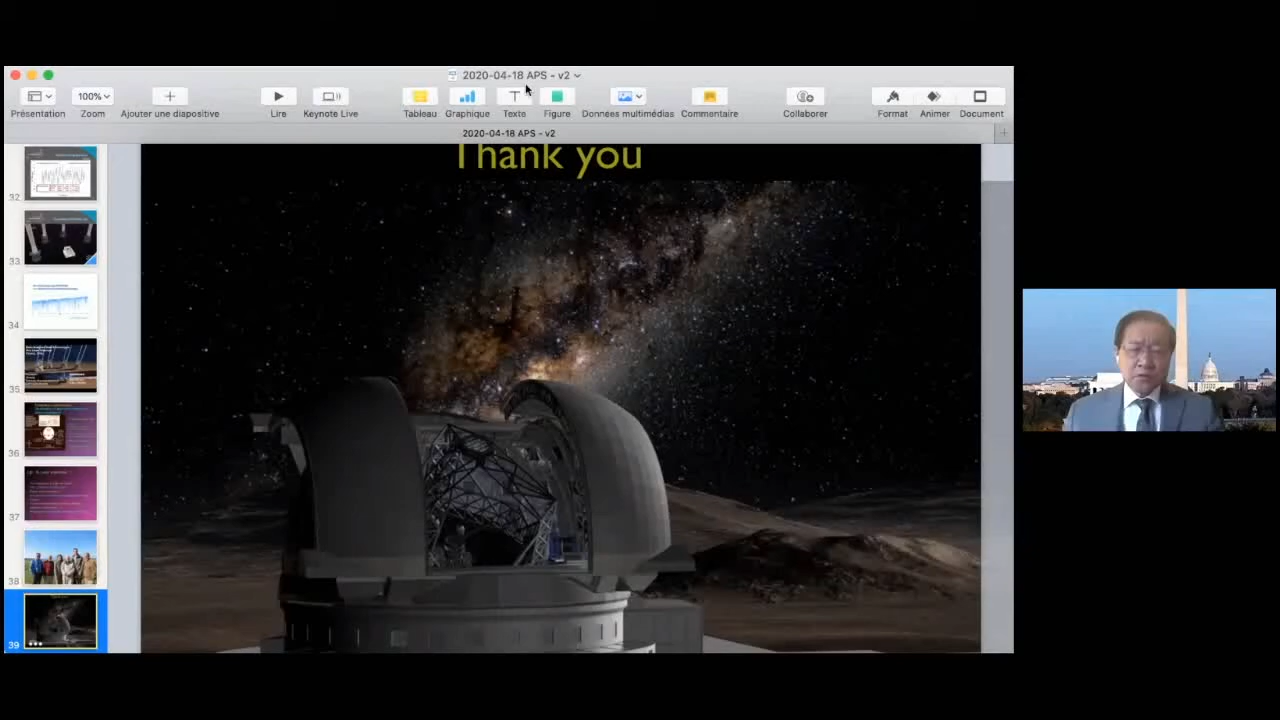 2020-04-18 APS - v2
100%
Présentation Zoom Ajouter une diapositive Lire Keynote Live Tableau Graphique Texte Figure Données multimédias Commentaire Collaborer Format Animer Document
2020-04-18 APS - v2
Thank you
32
33
34
35
36
37
38
39